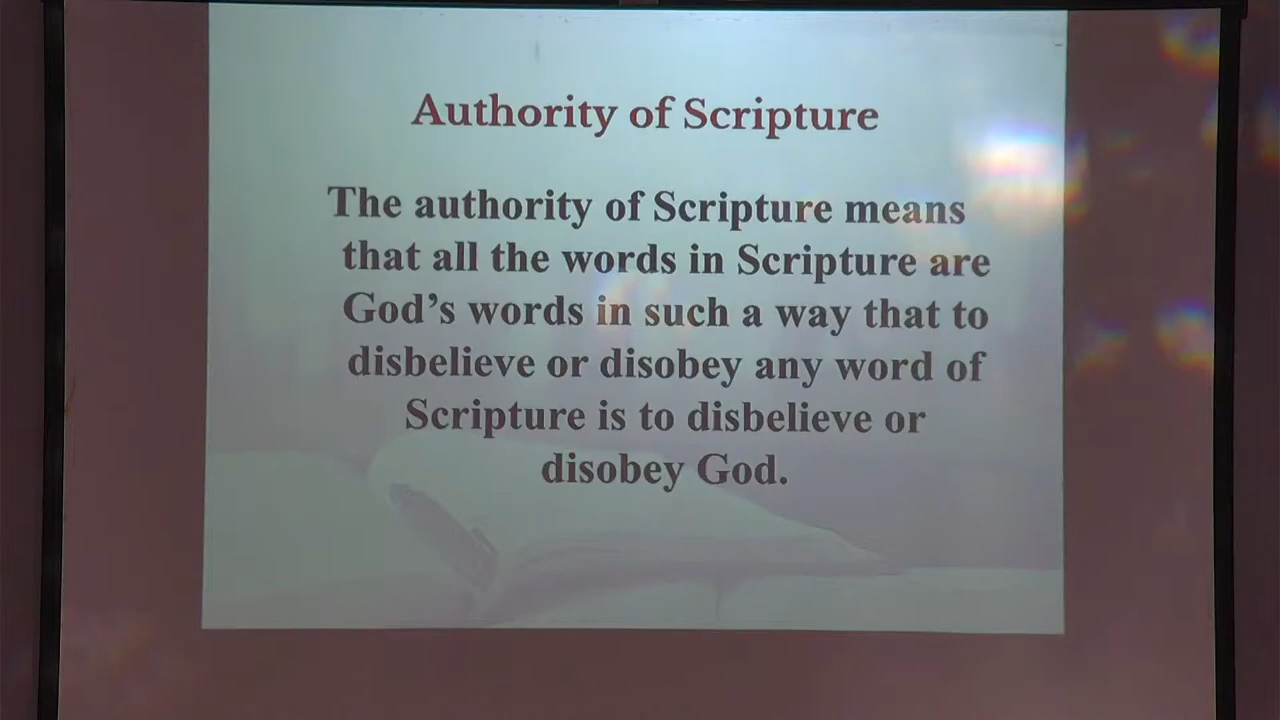 Authority of Scripture
The authority of Scripture means
that all the words in Scripture are
God's words in such a way that to
disbelieve or disobey any word of
Scripture is to disbelieve or
disobey God.